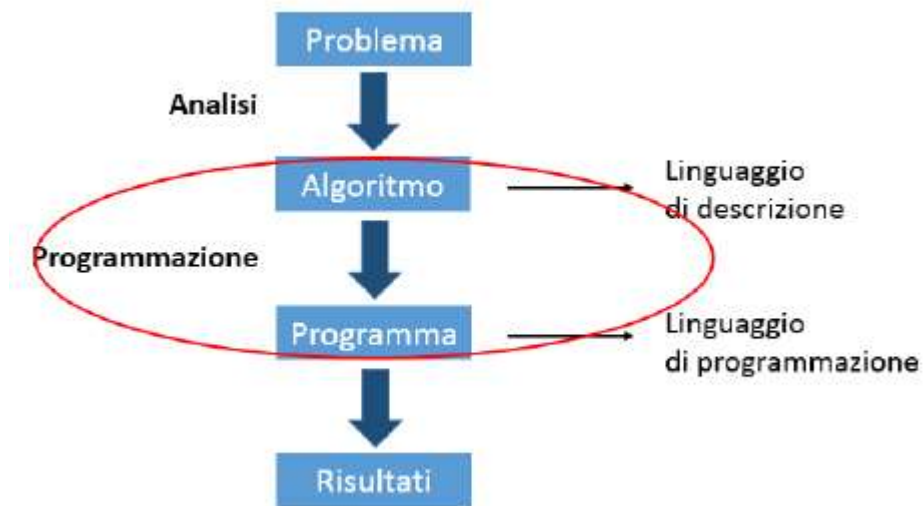 Problema
Analisi
Algoritmo
Linguaggio
di descrizione
Programmazione
Programma
Linguaggio
di programmazione
Risultati